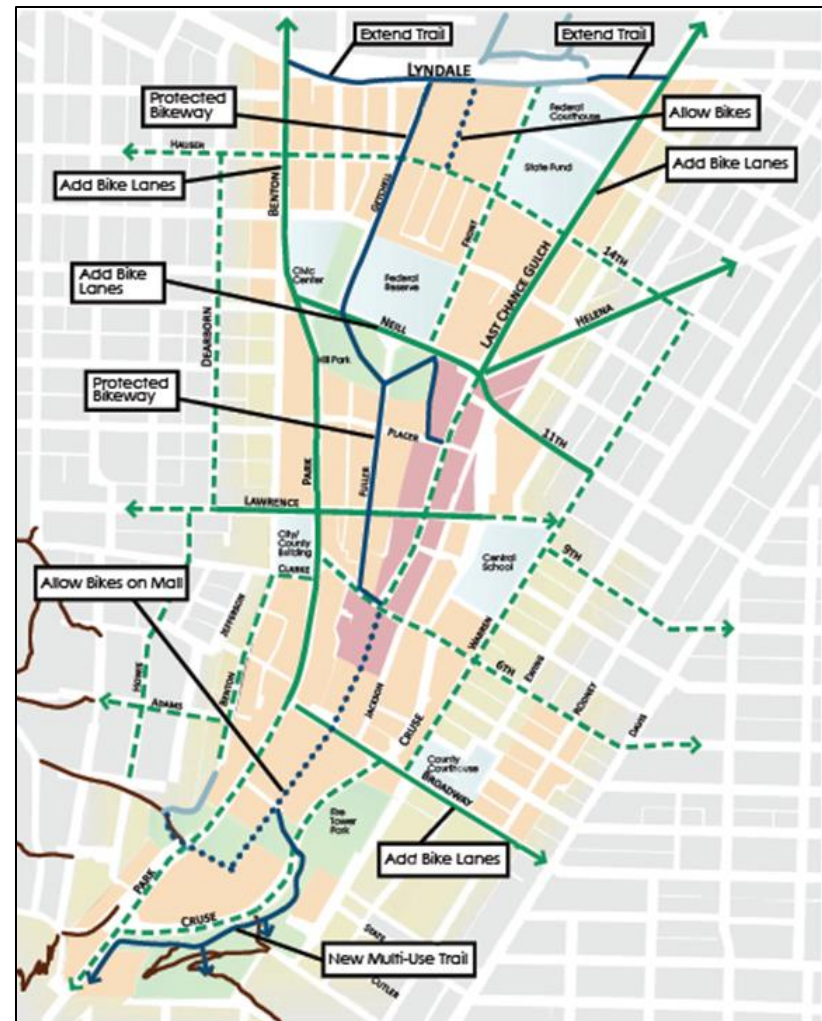 Extend Trail
Extend Trail
LYNDALE
Protected
Bikeway
Federal
Courthouse
Allow Bikes
HAUSER
State Fund
Add Bike Lanes
Add Bike Lanes
BENTON
GETCHELL
FRONT
14TH
Civic
Center
Add Bike
Lanes
Federal
Reserve
LAST CHANCE GULCH
NEILL
HELENA
DEARBORN
Hill Park
Protected
Bikeway
PLACER
11TH
PARK
FULLER
LAWRENCE
City/
County
Building
Central
School
9TH
CLARKE
Allow Bikes on Mall
JEFFERSON
WARREN
EWING
6TH
RODNEY
HOWIE
BENTON
ADAMS
JACKSON
CRUSE
DAVIS
County
Courthouse
BROADWAY
Fire
Tower
Park
Add Bike Lanes
PARK
CRUSE
STATE
New Multi-Use Trail
CUTLER